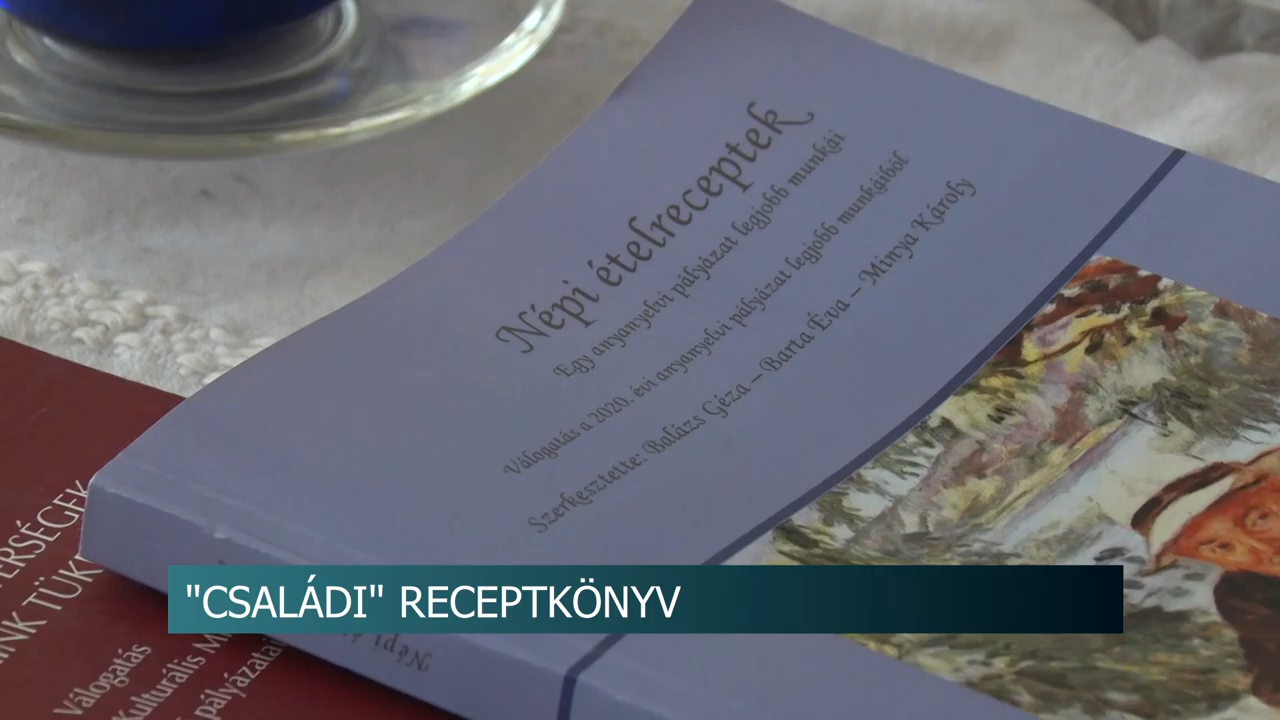 Népi ételreceptek
Egy anyanyelvi pályázat legjobb munkái
Válogatás a 2020. évi anyanyelvi pályázat legjobb munkáiból
Szerkesztette: Balázs Géza – Barta Éva – Minya Károly
"CSALÁDI" RECEPTKÖNYV
Népi
Válogatás